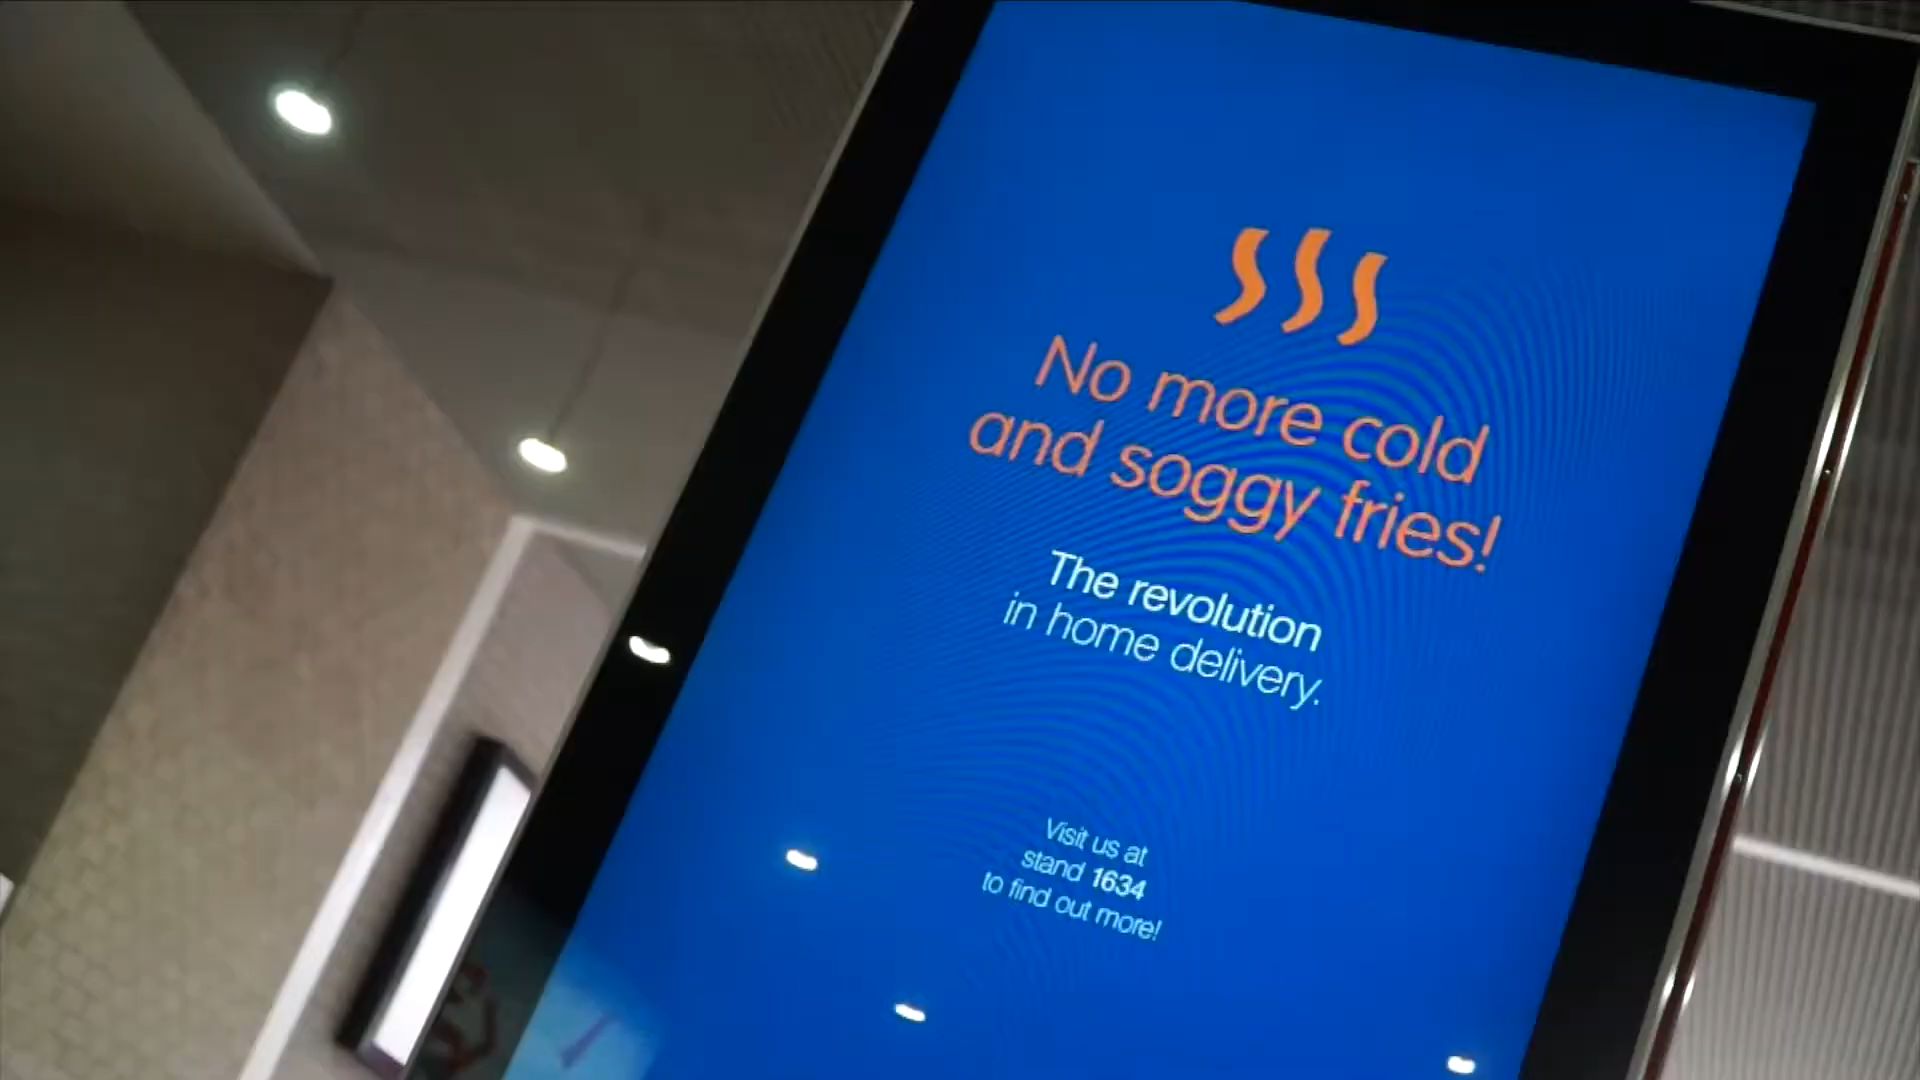 No more cold
and soggy fries!
The revolution
in home delivery.
Visit us at
stand 1634
to find out more!